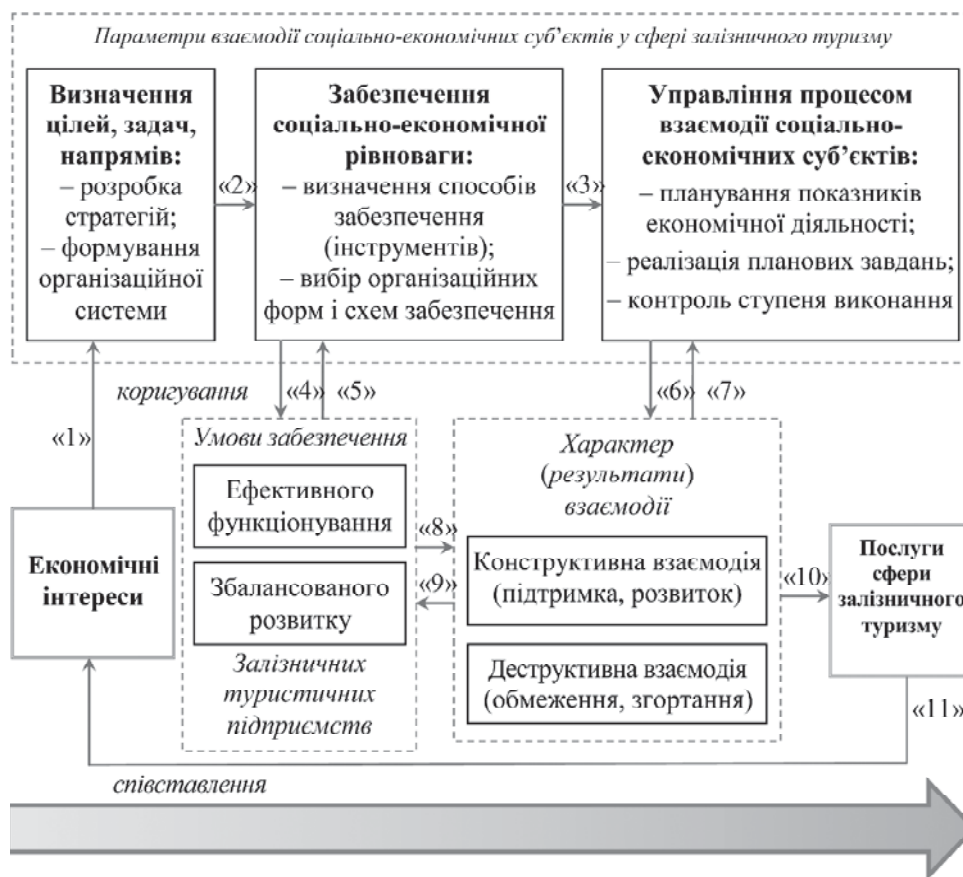 Параметри взаємодії соціально-економічних суб’єктів у сфері залізничного туризму
Визначення
цілей, задач,
напрямів:
– розробка
стратегій;
– формування
організаційної
системи
«2»
Забезпечення
соціально-економічної
рівноваги:
– визначення способів
забезпечення
(інструментів);
– вибір організаційних
форм і схем забезпечення
«3»
Управління процесом
взаємодії соціально-
економічних суб’єктів:
– планування показників
економічної діяльності;
– реалізація планових завдань;
– контроль ступеня виконання
коригування
«4»
«5»
«6»
«7»
«1»
Економічні
інтереси
Умови забезпечення
Ефективного
функціонування
Збалансованого
розвитку
Залізничних
туристичних
підприємств
«8»
«9»
Характер
(результати)
взаємодії
Конструктивна взаємодія
(підтримка, розвиток)
Деструктивна взаємодія
(обмеження, згортання)
«10»
Послуги
сфери
залізничного
туризму
«11»
співставлення